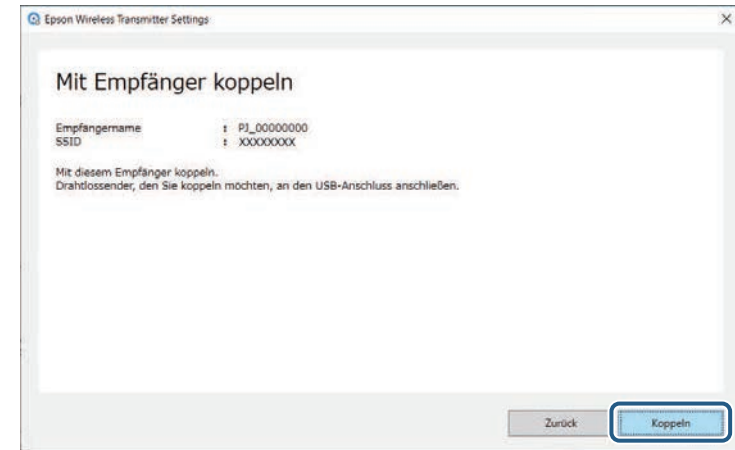 Epson Wireless Transmitter Settings
Mit Empfänger koppeln
Empfängername : PJ_00000000
SSID : XXXXXXXX
Mit diesem Empfänger koppeln.
Drahtlossender, den Sie koppeln möchten, an den USB-Anschluss anschließen.
Zurück Koppeln